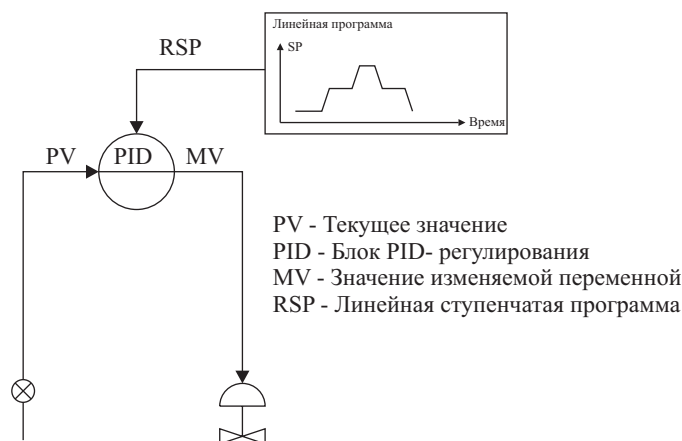 Линейная программа
SP
RSP
Время
PV
PID
MV
PV - Текущее значение
PID - Блок PID- регулирования
MV - Значение изменяемой переменной
RSP - Линейная ступенчатая программа